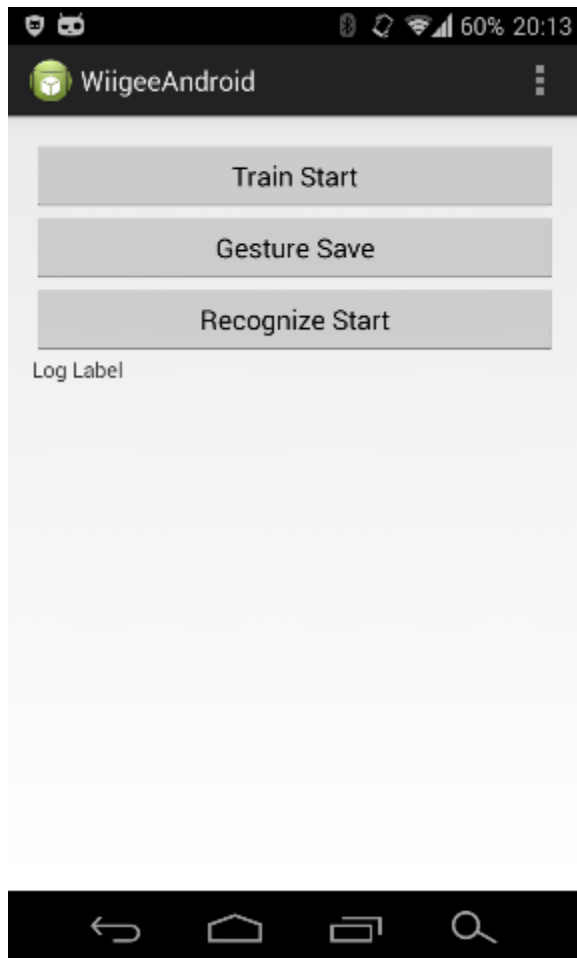 60% 20:13
WiigeeAndroid
Train Start
Gesture Save
Recognize Start
Log Label